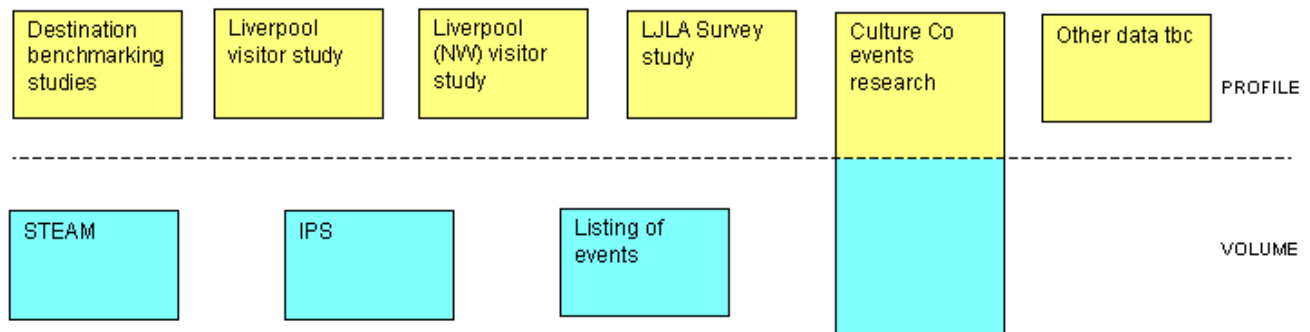 Destination
benchmarking
studies
Liverpool
visitor study
Liverpool
(NW) visitor
study
LJLA Survey
study
Culture Co
events
research
Other data tbc
PROFILE
STEAM
IPS
Listing of
events
VOLUME